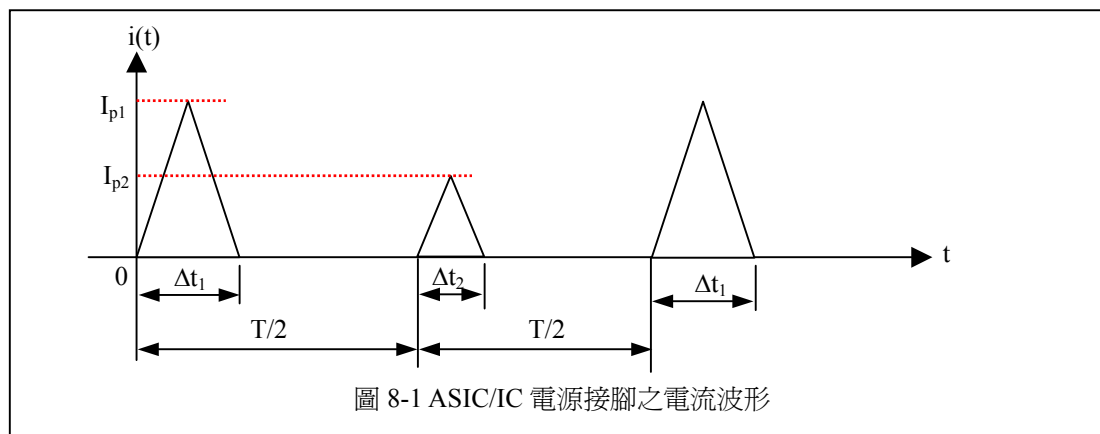 i(t)
I_p1
I_p2
0
t
Δt₁
Δt₂
Δt₁
T/2
T/2
圖 8-1 ASIC/IC 電源接腳之電流波形